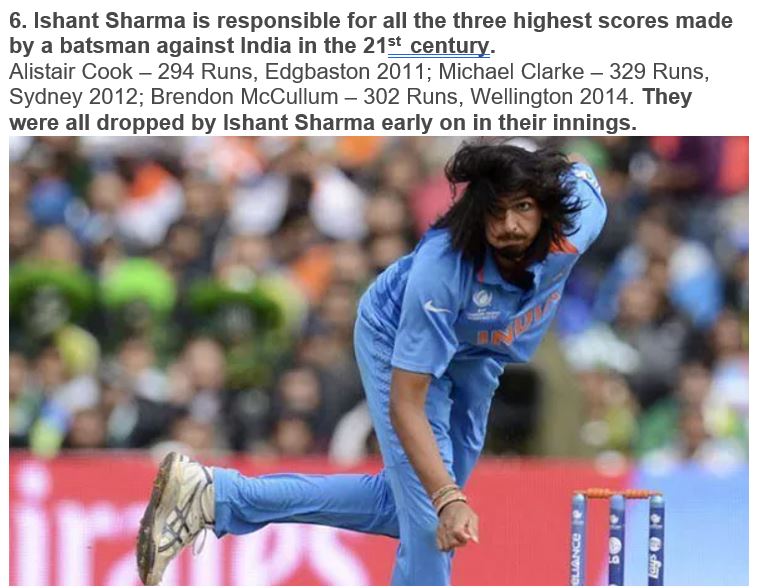 6. Ishant Sharma is responsible for all the three highest scores made
by a batsman against India in the 21st century.
Alistair Cook – 294 Runs, Edgbaston 2011; Michael Clarke – 329 Runs,
Sydney 2012; Brendon McCullum – 302 Runs, Wellington 2014. They
were all dropped by Ishant Sharma early on in their innings.
INDIA
RELIANCE